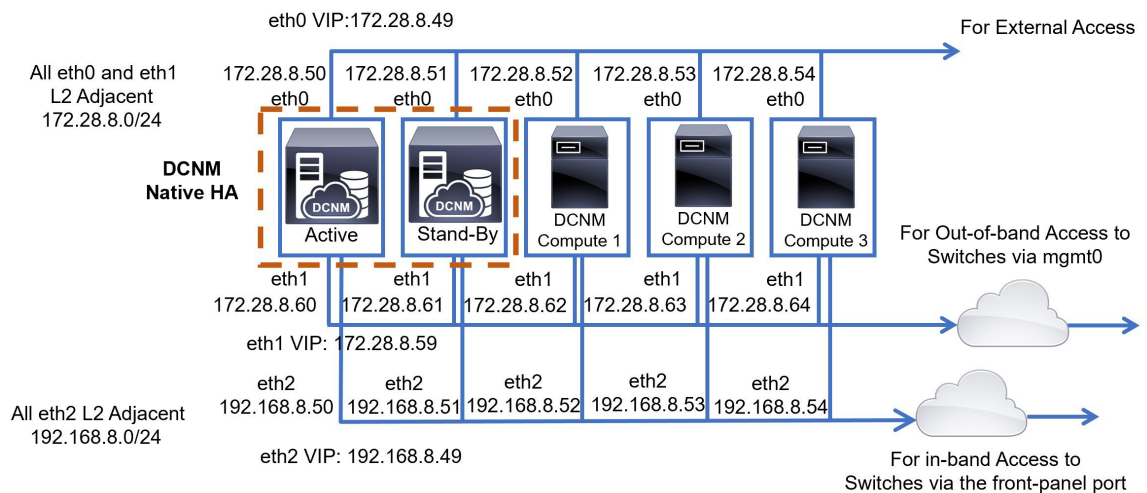 eth0 VIP:172.28.8.49
For External Access
All eth0 and eth1
L2 Adjacent
172.28.8.0/24
172.28.8.50 172.28.8.51 172.28.8.52 172.28.8.53 172.28.8.54
eth0 eth0 eth0 eth0 eth0
DCNM
Native HA
DCNM
Active
DCNM
Stand-By
DCNM
Compute 1
DCNM
Compute 2
DCNM
Compute 3
For Out-of-band Access to
Switches via mgmt0
eth1 eth1 eth1 eth1 eth1
172.28.8.60 172.28.8.61 172.28.8.62 172.28.8.63 172.28.8.64
eth1 VIP: 172.28.8.59
All eth2 L2 Adjacent
192.168.8.0/24
eth2 eth2 eth2 eth2 eth2
192.168.8.50 192.168.8.51 192.168.8.52 192.168.8.53 192.168.8.54
eth2 VIP: 192.168.8.49
For in-band Access to
Switches via the front-panel port